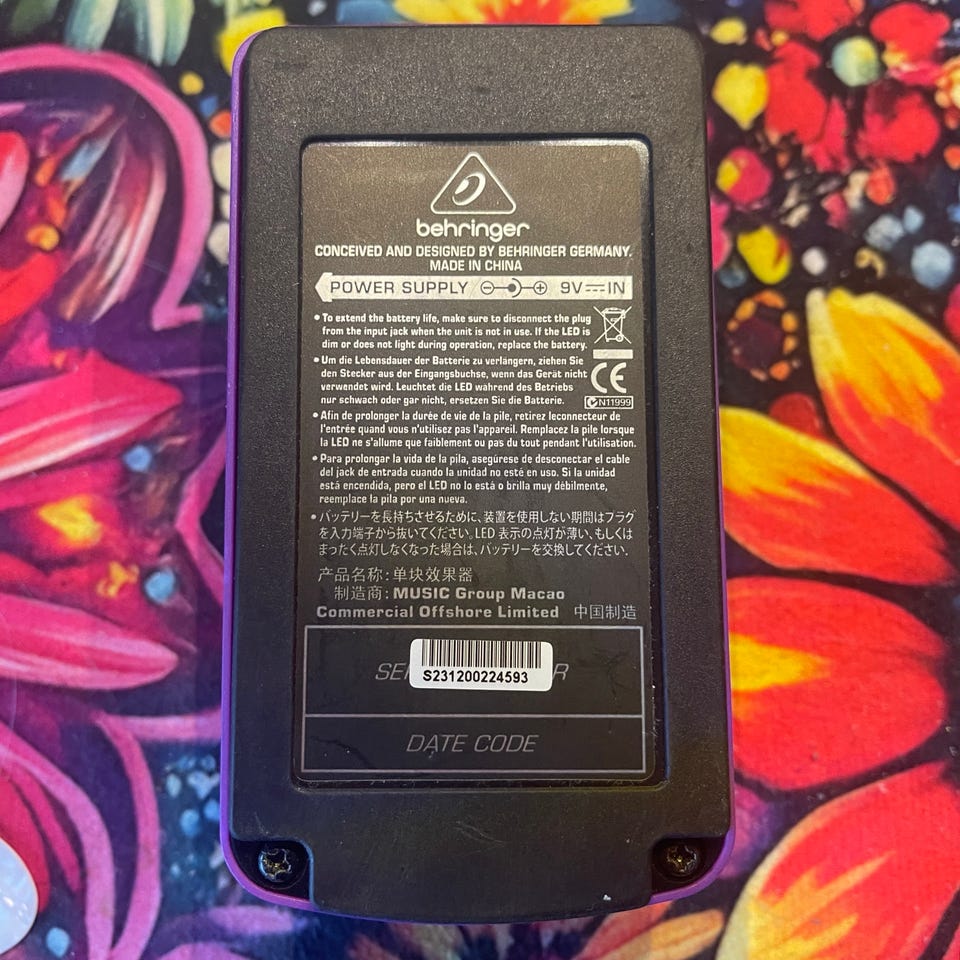 behringer
CONCEIVED AND DESIGNED BY BEHRINGER GERMANY.
MADE IN CHINA
POWER SUPPLY 9V IN
• To extend the battery life, make sure to disconnect the plug
from the input jack when the unit is not in use. If the LED is
dim or does not light during operation, replace the battery.
• Um die Lebensdauer der Batterie zu verlängern, ziehen Sie
den Stecker aus der Eingangsbuchse, wenn das Gerät nicht
verwendet wird. Leuchtet die LED während des Betriebs
nur schwach oder gar nicht, ersetzen Sie die Batterie.
CE
N11999
• Afin de prolonger la durée de vie de la pile, retirez leconnecteur de
l'entrée quand vous n'utilisez pas l'appareil. Remplacez la pile lorsque
la LED ne s'allume que faiblement ou pas du tout pendant l'utilisation.
• Para prolongar la vida de la pila, asegúrese de desconectar el cable
del jack de entrada cuando la unidad no esté en uso. Si la unidad
está encendida, pero el LED no lo está o brilla muy débilmente,
reemplace la pila por una nueva.
• バッテリーを長持ちさせるために、装置を使用しない期間はプラグ
を入力端子から抜いてください。LED 表示の点灯が薄い、もしくは
まったく点灯しなくなった場合は、バッテリーを交換してください。
产品名称: 单块效果器
制造商: MUSIC Group Macao
Commercial Offshore Limited 中国制造
SE R
S231200224593
DATE CODE